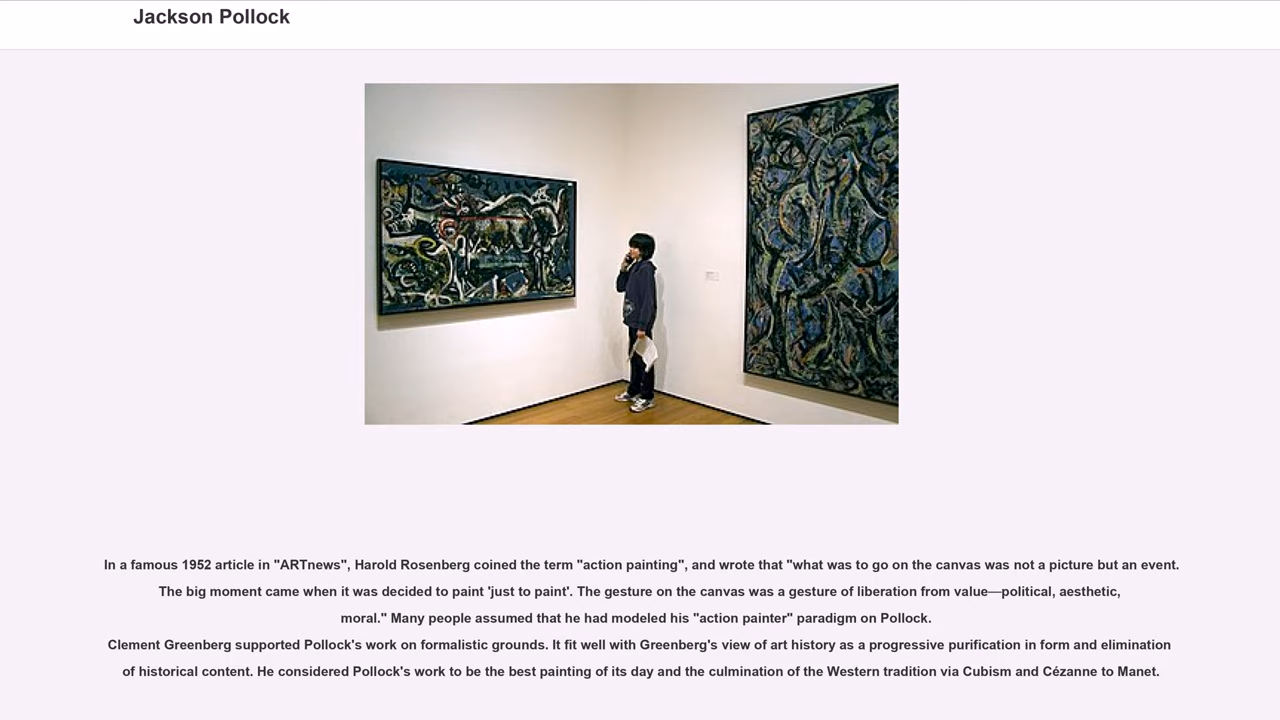 Jackson Pollock
In a famous 1952 article in "ARTnews", Harold Rosenberg coined the term "action painting", and wrote that "what was to go on the canvas was not a picture but an event.
The big moment came when it was decided to paint 'just to paint'. The gesture on the canvas was a gesture of liberation from value—political, aesthetic,
moral." Many people assumed that he had modeled his "action painter" paradigm on Pollock.
Clement Greenberg supported Pollock's work on formalistic grounds. It fit well with Greenberg's view of art history as a progressive purification in form and elimination
of historical content. He considered Pollock's work to be the best painting of its day and the culmination of the Western tradition via Cubism and Cézanne to Manet.